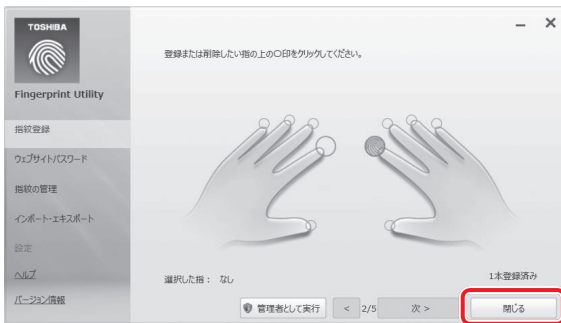 TOSHIBA
Fingerprint Utility
指紋登録
ウェブサイトパスワード
指紋の管理
インポート・エキスポート
設定
ヘルプ
バージョン情報
登録または削除したい指の上の○印をクリックしてください。
選択した指： なし
1本登録済み
管理者として実行
<
2/5
次 >
閉じる